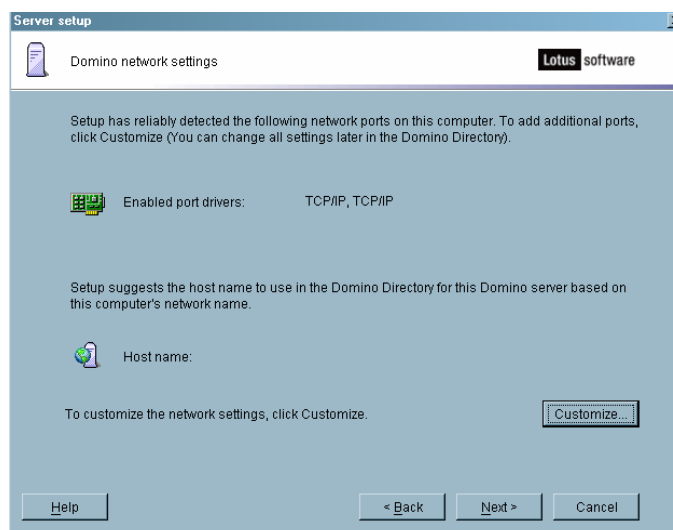 Server setup
Domino network settings
Lotus software
Setup has reliably detected the following network ports on this computer. To add additional ports,
click Customize (You can change all settings later in the Domino Directory).
Enabled port drivers: TCP/IP, TCP/IP
Setup suggests the host name to use in the Domino Directory for this Domino server based on
this computer's network name.
Host name:
To customize the network settings, click Customize. Customize...
Help < Back Next > Cancel